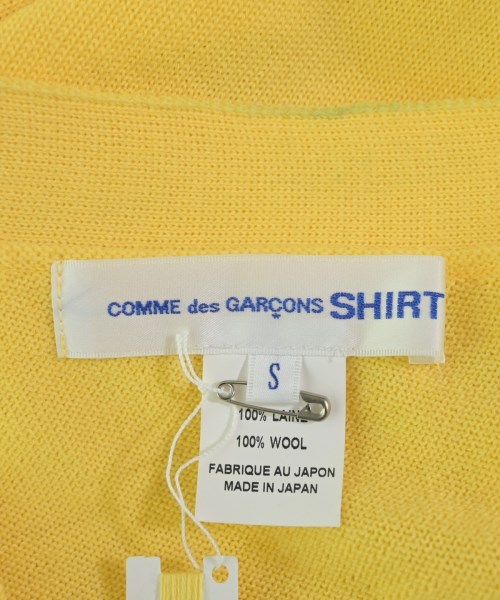 COMME des GARÇONS SHIRT
S
100% LAINE
100% WOOL
FABRIQUE AU JAPON
MADE IN JAPAN